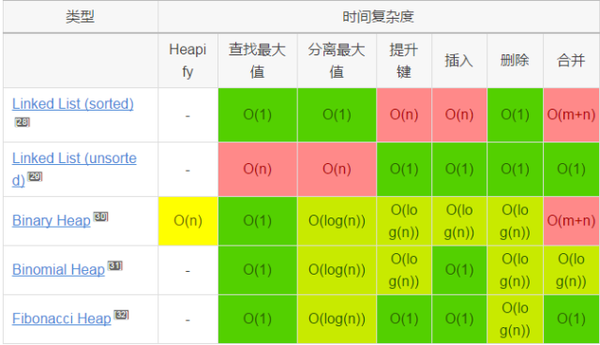 类型 时间复杂度
Heapify 查找最大值 分离最大值 提升键 插入 删除 合并
Linked List (sorted) [28] - O(1) O(1) O(n) O(n) O(1) O(m+n)
Linked List (unsorted) [29] - O(n) O(n) O(1) O(1) O(1) O(1)
Binary Heap [30] O(n) O(1) O(log(n)) O(log(n)) O(log(n)) O(log(n)) O(m+n)
Binomial Heap [31] - O(1) O(log(n)) O(log(n)) O(1) O(log(n)) O(log(n))
Fibonacci Heap [32] - O(1) O(log(n)) O(1) O(1) O(log(n)) O(1)